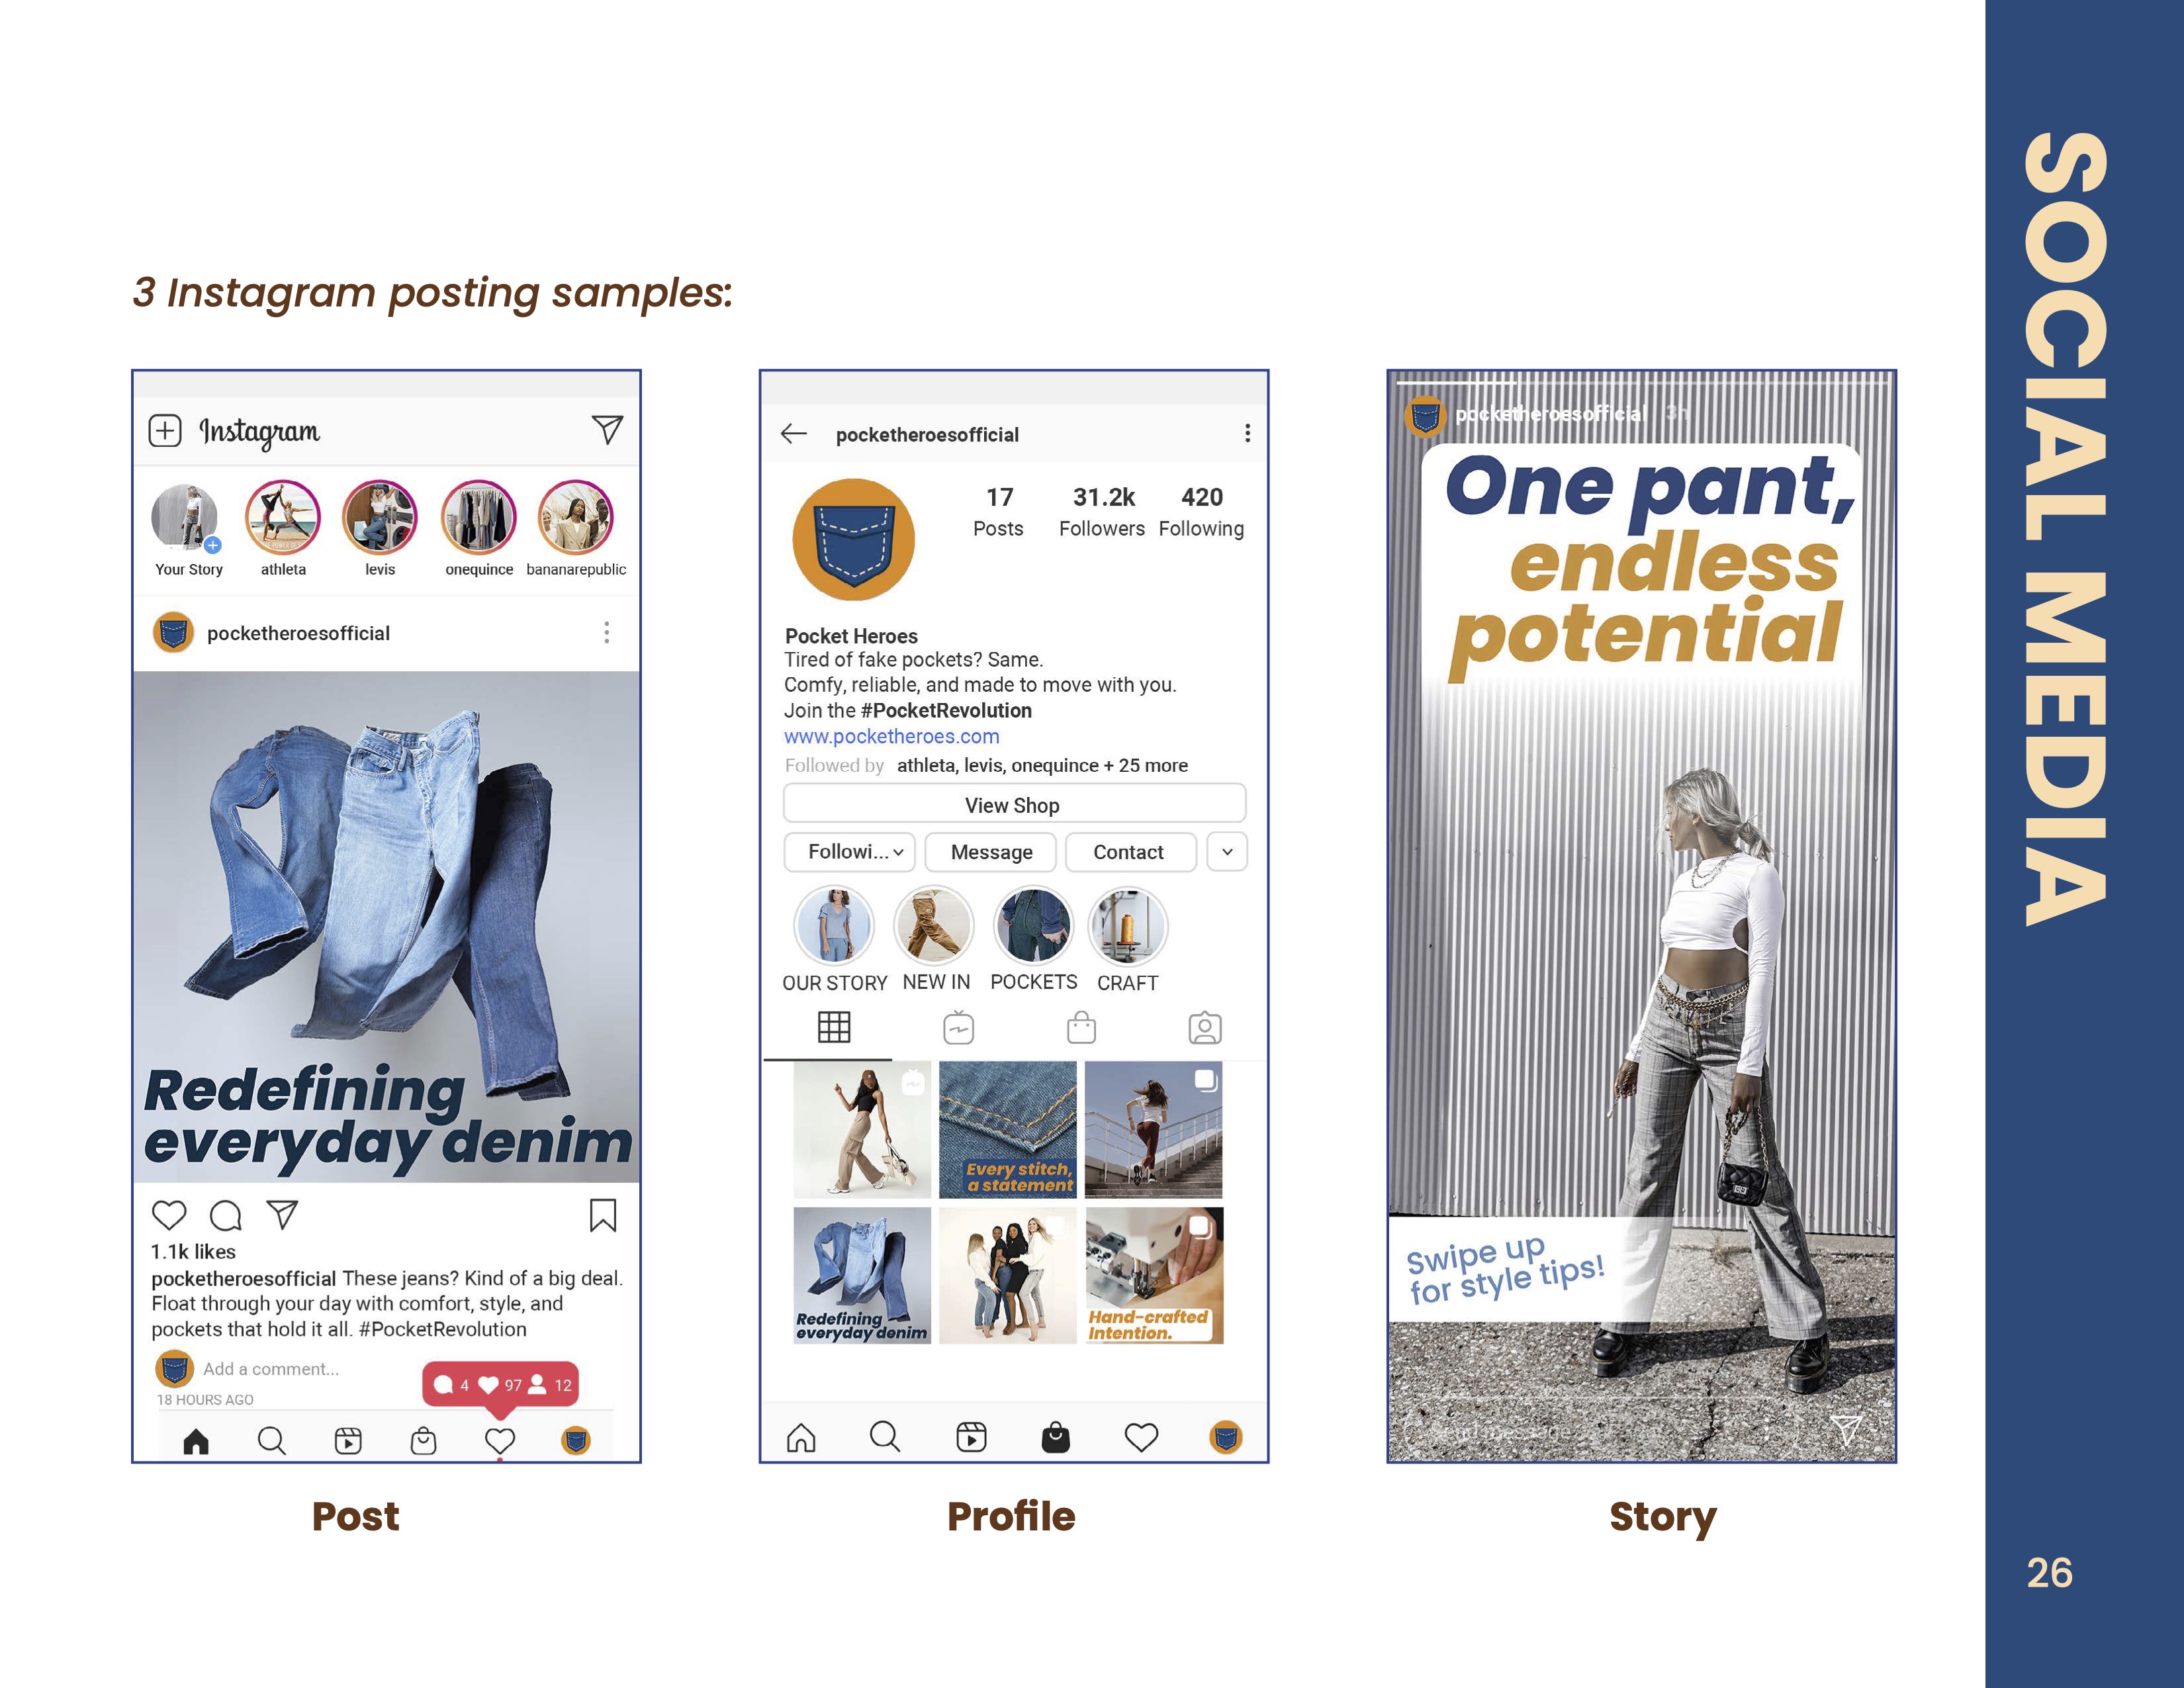 SOCIAL MEDIA
3 Instagram posting samples:
Instagram
Your Story
athleta
levis
onequince
bananarepublic
pocketheroesofficial
Redefining
everyday denim
1.1k likes
pocketheroesofficial These jeans? Kind of a big deal.
Float through your day with comfort, style, and
pockets that hold it all. #PocketRevolution
Add a comment...
4 97 12
18 HOURS AGO
Post
pocketheroesofficial
17 31.2k 420
Posts Followers Following
Pocket Heroes
Tired of fake pockets? Same.
Comfy, reliable, and made to move with you.
Join the #PocketRevolution
www.pocketheroes.com
Followed by athleta, levis, onequince + 25 more
View Shop
Followi... Message Contact
OUR STORY NEW IN POCKETS CRAFT
Every stitch,
a statement
Redefining
everyday denim
Hand-crafted
Intention.
Profile
pocketheroesofficial 3h
One pant,
endless
potential
Swipe up
for style tips!
Story
26